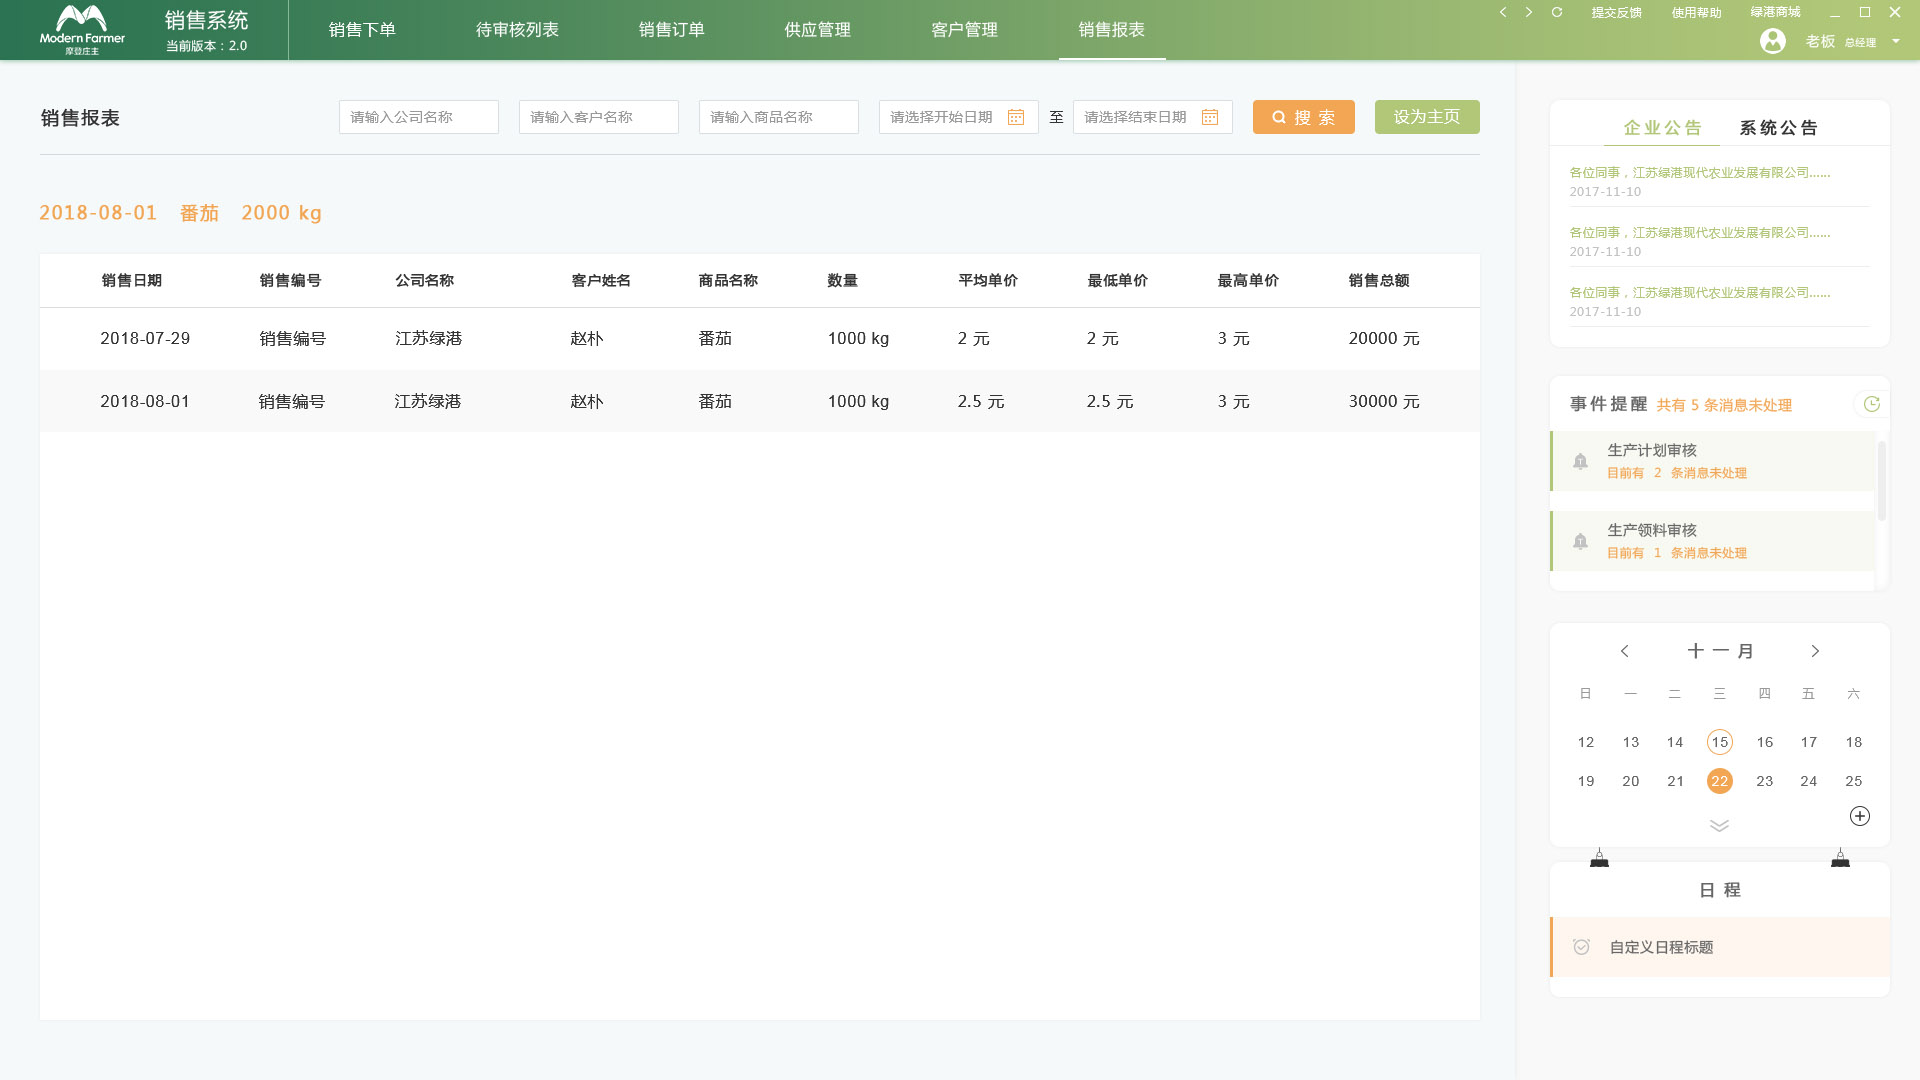 Modern Farmer
摩登庄主
销售系统
当前版本：2.0
销售下单 待审核列表 销售订单 供应管理 客户管理 销售报表
提交反馈 使用帮助 绿港商城
老板 总经理
销售报表
请输入公司名称 请输入客户名称 请输入商品名称 请选择开始日期 至 请选择结束日期 搜 索 设为主页
2018-08-01 番茄 2000 kg
销售日期 销售编号 公司名称 客户姓名 商品名称 数量 平均单价 最低单价 最高单价 销售总额
2018-07-29 销售编号 江苏绿港 赵朴 番茄 1000 kg 2 元 2 元 3 元 20000 元
2018-08-01 销售编号 江苏绿港 赵朴 番茄 1000 kg 2.5 元 2.5 元 3 元 30000 元
企业公告 系统公告
各位同事，江苏绿港现代农业发展有限公司......
2017-11-10
各位同事，江苏绿港现代农业发展有限公司......
2017-11-10
各位同事，江苏绿港现代农业发展有限公司......
2017-11-10
事件提醒 共有 5 条消息未处理
生产计划审核
目前有 2 条消息未处理
生产领料审核
目前有 1 条消息未处理
十一月
日 一 二 三 四 五 六
12 13 14 15 16 17 18
19 20 21 22 23 24 25
日 程
自定义日程标题